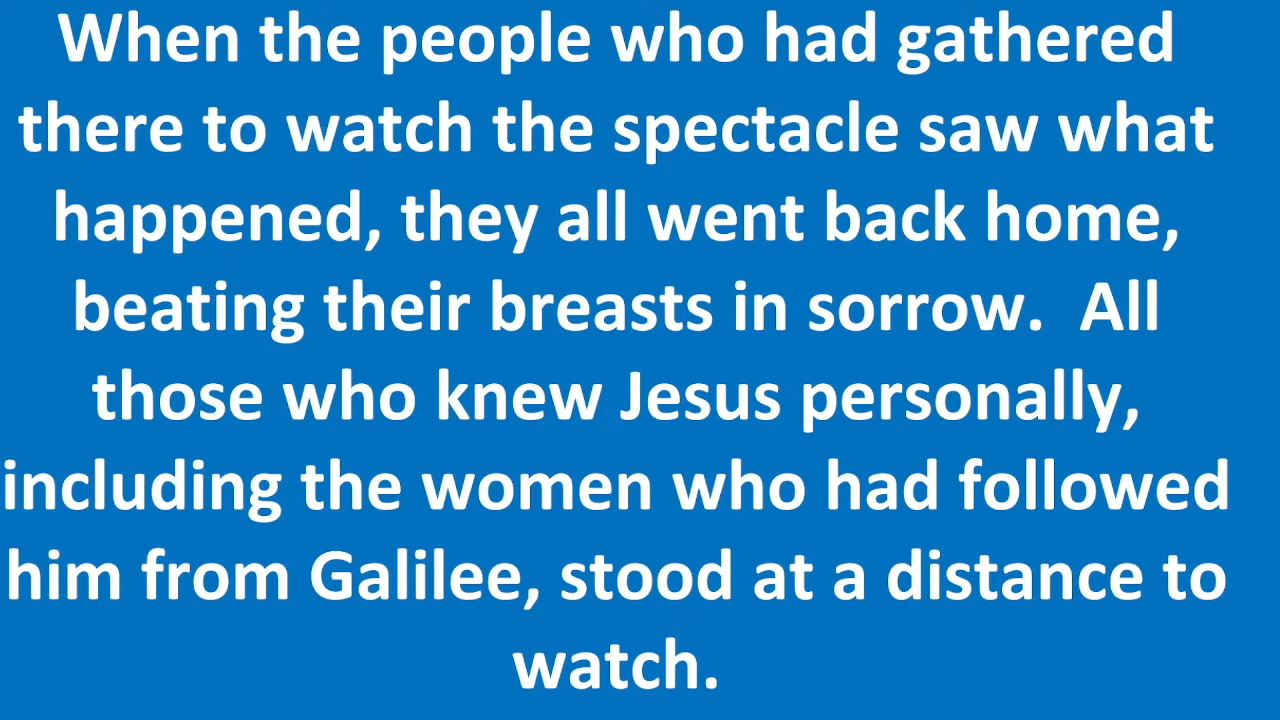 When the people who had gathered
there to watch the spectacle saw what
happened, they all went back home,
beating their breasts in sorrow.  All
those who knew Jesus personally,
including the women who had followed
him from Galilee, stood at a distance to
watch.